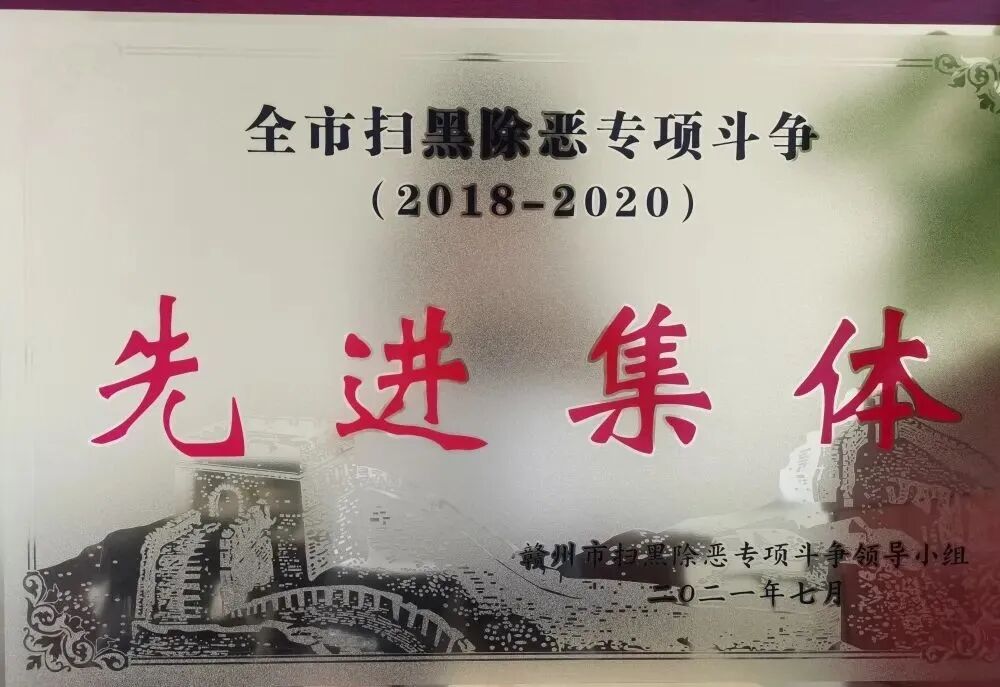 全市扫黑除恶专项斗争
(2018-2020)
先进集体
赣州市扫黑除恶专项斗争领导小组
二〇二一年七月